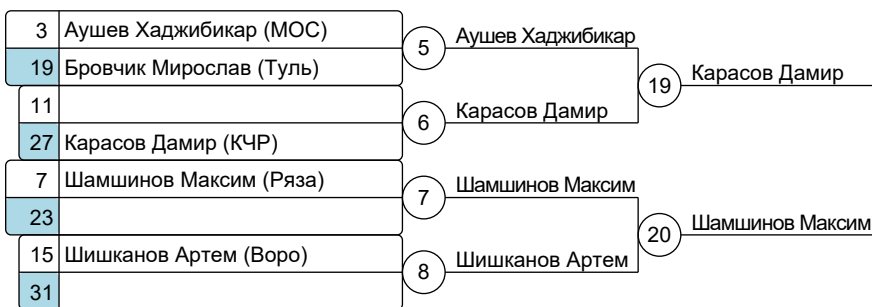 3 Аушев Хаджибикар (МОС)
19 Бровчик Мирослав (Туль)
5 Аушев Хаджибикар
11
27 Карасов Дамир (КЧР)
6 Карасов Дамир
19 Карасов Дамир
7 Шамшинов Максим (Ряза)
23
7 Шамшинов Максим
15 Шишканов Артем (Воро)
31
8 Шишканов Артем
20 Шамшинов Максим